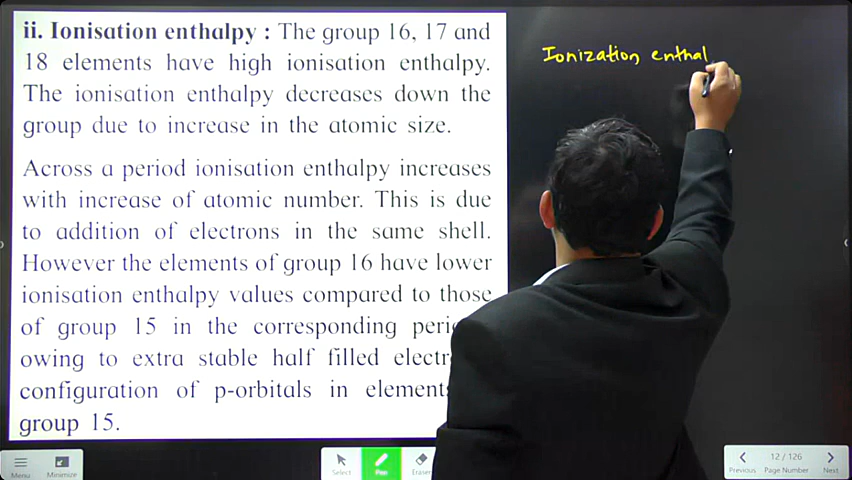 ii. Ionisation enthalpy : The group 16, 17 and
18 elements have high ionisation enthalpy.
The ionisation enthalpy decreases down the
group due to increase in the atomic size.
Across a period ionisation enthalpy increases
with increase of atomic number. This is due
to addition of electrons in the same shell.
However the elements of group 16 have lower
ionisation enthalpy values compared to those
of group 15 in the corresponding
owing to extra stable half filled
configuration of p-orbitals in
group 15.
Ionization enthal
Menu
Minimize
Select
Pen
Eraser
Previous
12 / 126
Page Number
Next